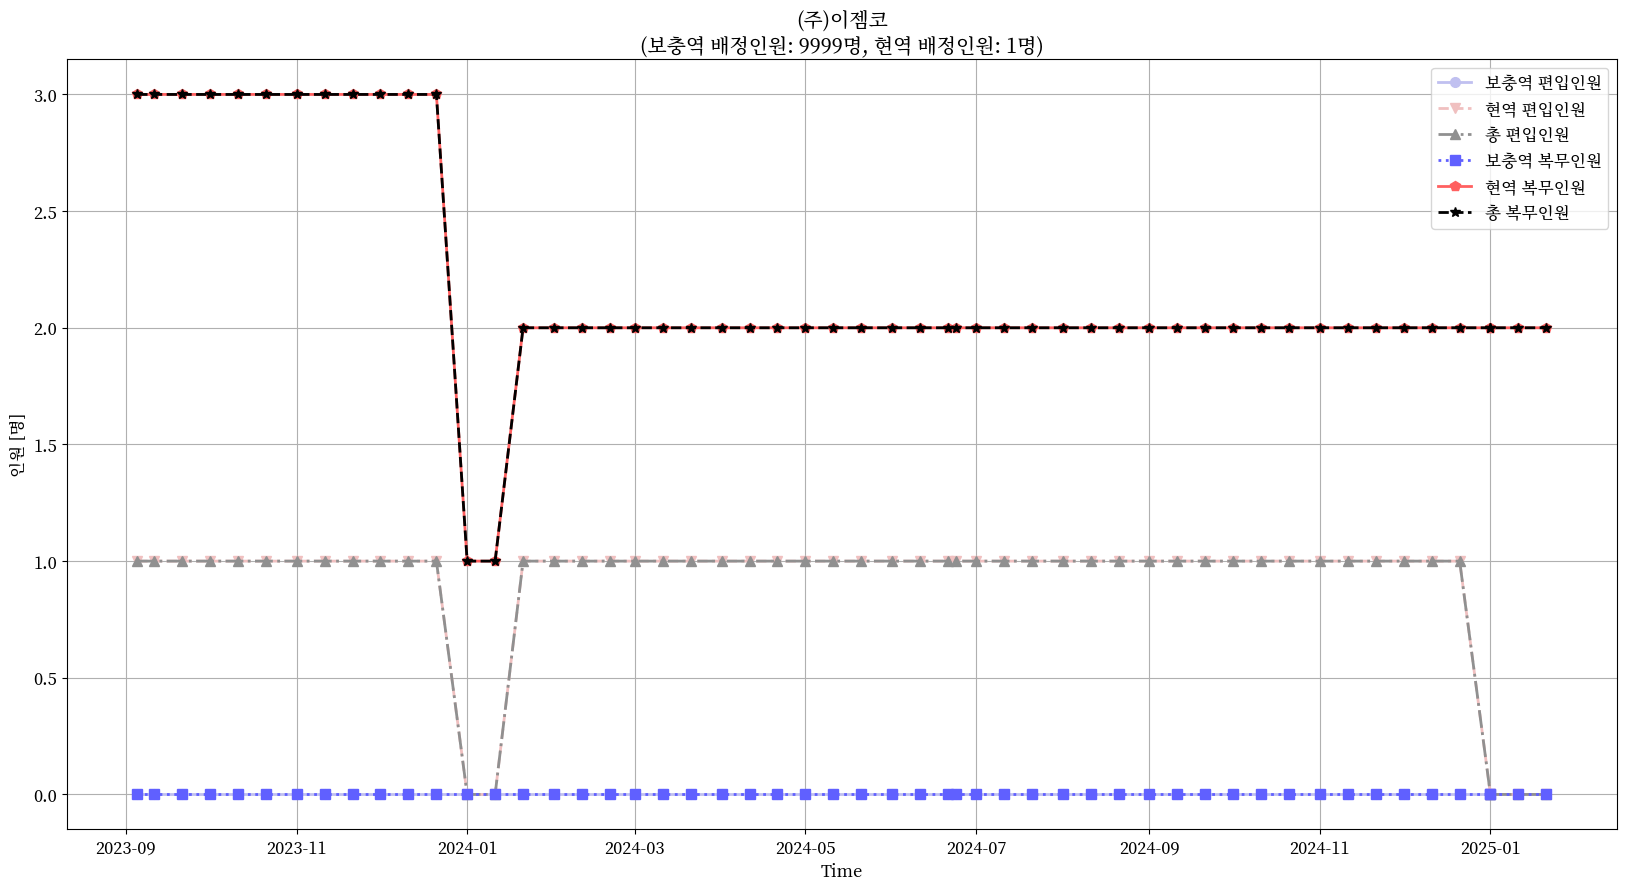 (주)이젬코
(보충역 배정인원: 9999명, 현역 배정인원: 1명)
보충역 편입인원
현역 편입인원
총 편입인원
보충역 복무인원
현역 복무인원
총 복무인원
인원 [명]
3.0
2.5
2.0
1.5
1.0
0.5
0.0
2023-09
2023-11
2024-01
2024-03
2024-05
2024-07
2024-09
2024-11
2025-01
Time